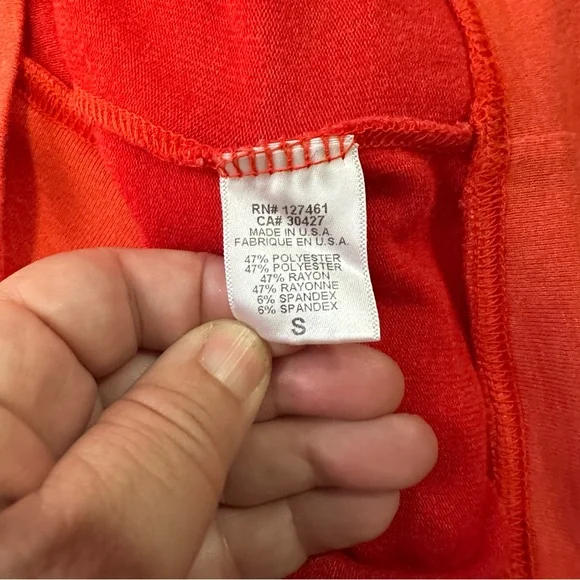 RN# 127461
CA# 30427
MADE IN U.S.A.
FABRIQUE EN U.S.A.
47% POLYESTER
47% POLYESTER
47% RAYON
47% RAYONNE
6% SPANDEX
6% SPANDEX
S